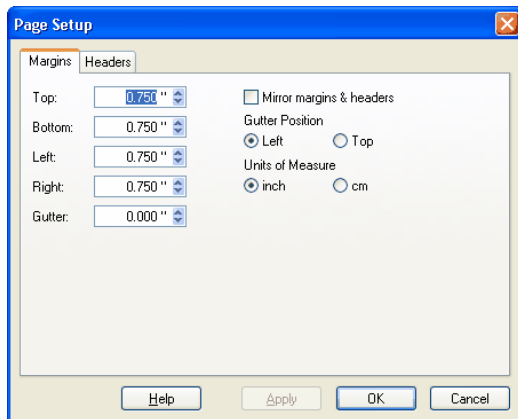 Page Setup
Margins Headers
Top: 0.750 "
Bottom: 0.750 "
Left: 0.750 "
Right: 0.750 "
Gutter: 0.000 "
Mirror margins & headers
Gutter Position
Left Top
Units of Measure
inch cm
Help Apply OK Cancel